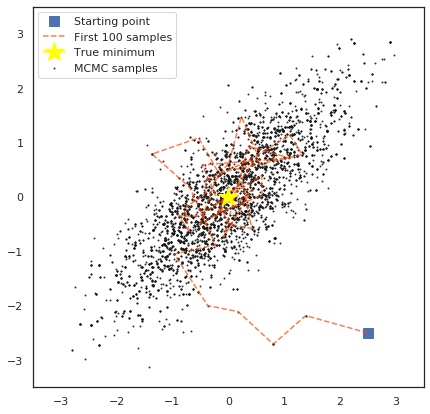 Starting point
First 100 samples
True minimum
MCMC samples
3
2
1
0
−1
−2
−3
−3 −2 −1 0 1 2 3